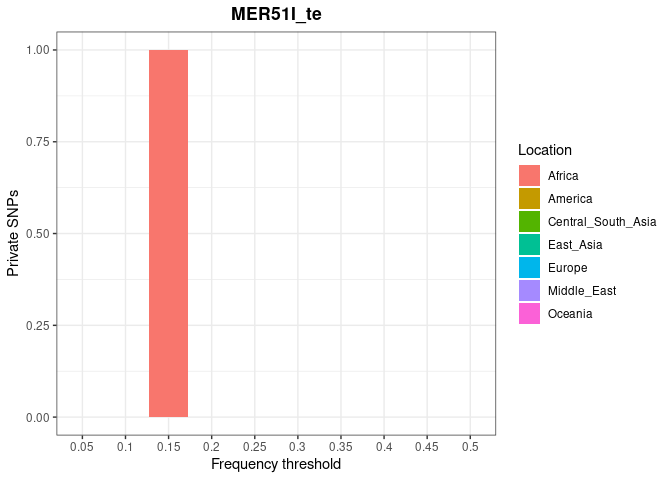 MER51I_te
Private SNPs
1.00
0.75
0.50
0.25
0.00
0.05 0.1 0.15 0.2 0.25 0.3 0.35 0.4 0.45 0.5
Frequency threshold
Location
Africa
America
Central_South_Asia
East_Asia
Europe
Middle_East
Oceania